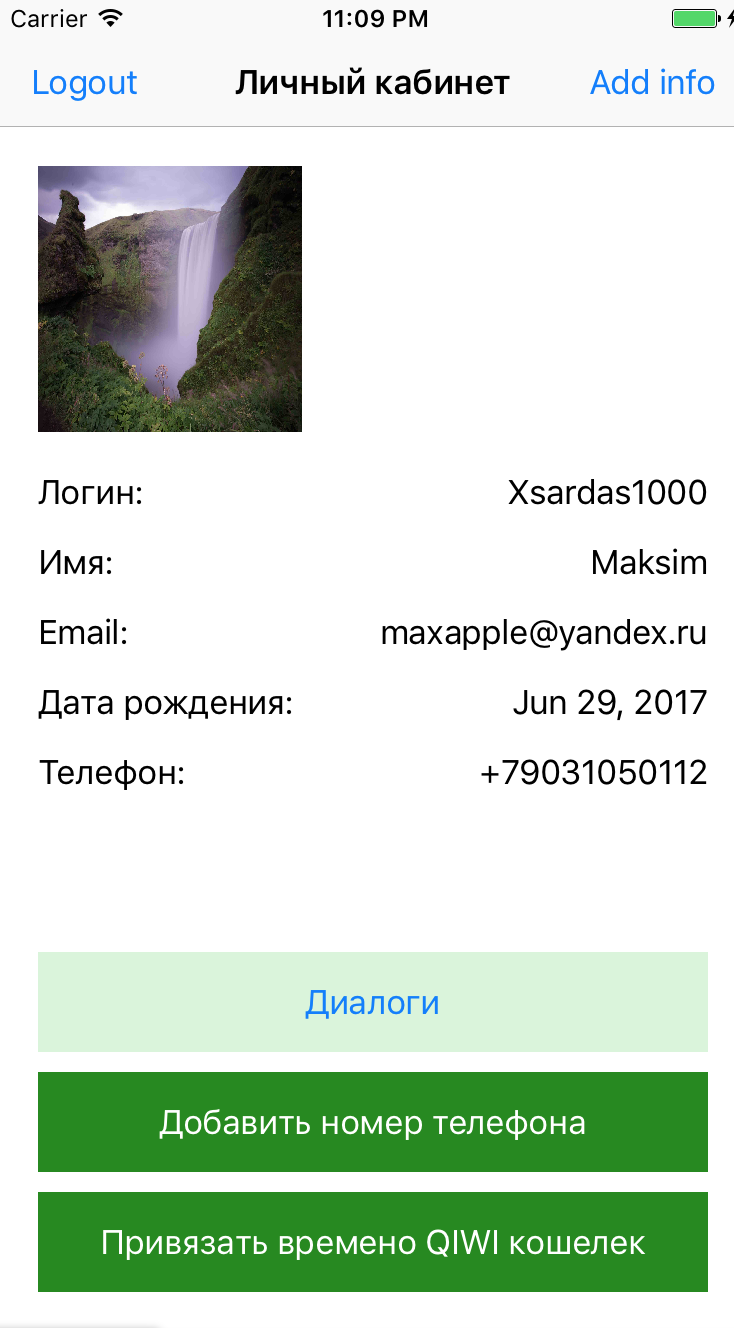 Carrier 11:09 PM
Logout Личный кабинет Add info
Логин: Xsardas1000
Имя: Maksim
Email: maxapple@yandex.ru
Дата рождения: Jun 29, 2017
Телефон: +79031050112
Диалоги
Добавить номер телефона
Привязать времено QIWI кошелек